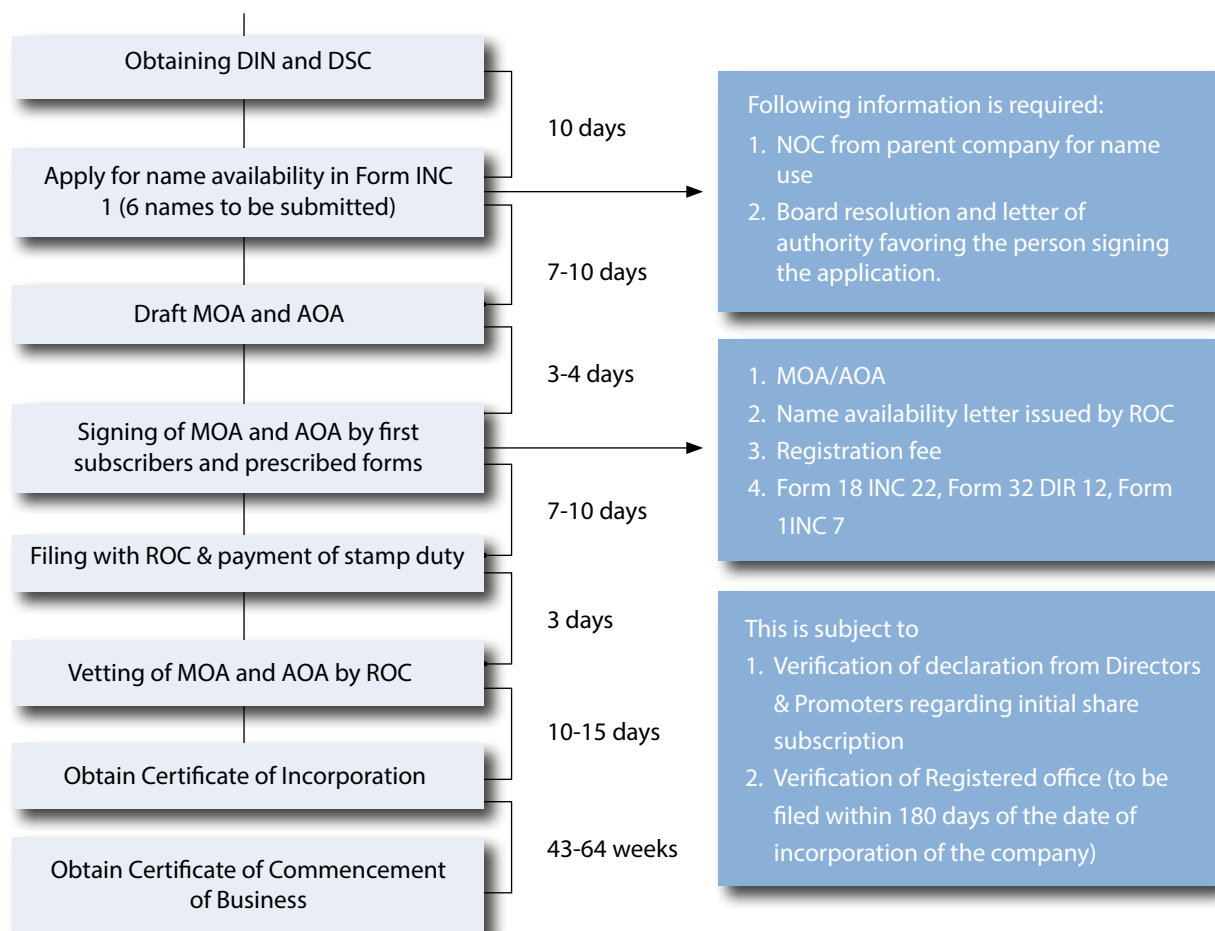 Obtaining DIN and DSC
10 days
Apply for name availability in Form INC
1 (6 names to be submitted)
7-10 days
Draft MOA and AOA
3-4 days
Signing of MOA and AOA by first
subscribers and prescribed forms
7-10 days
Filing with ROC & payment of stamp duty
3 days
Vetting of MOA and AOA by ROC
10-15 days
Obtain Certificate of Incorporation
43-64 weeks
Obtain Certificate of Commencement
of Business
Following information is required:
1. NOC from parent company for name
use
2. Board resolution and letter of
authority favoring the person signing
the application.
1. MOA/AOA
2. Name availability letter issued by ROC
3. Registration fee
4. Form 18 INC 22, Form 32 DIR 12, Form
1INC 7
This is subject to
1. Verification of declaration from Directors
& Promoters regarding initial share
subscription
2. Verification of Registered office (to be
filed within 180 days of the date of
incorporation of the company)